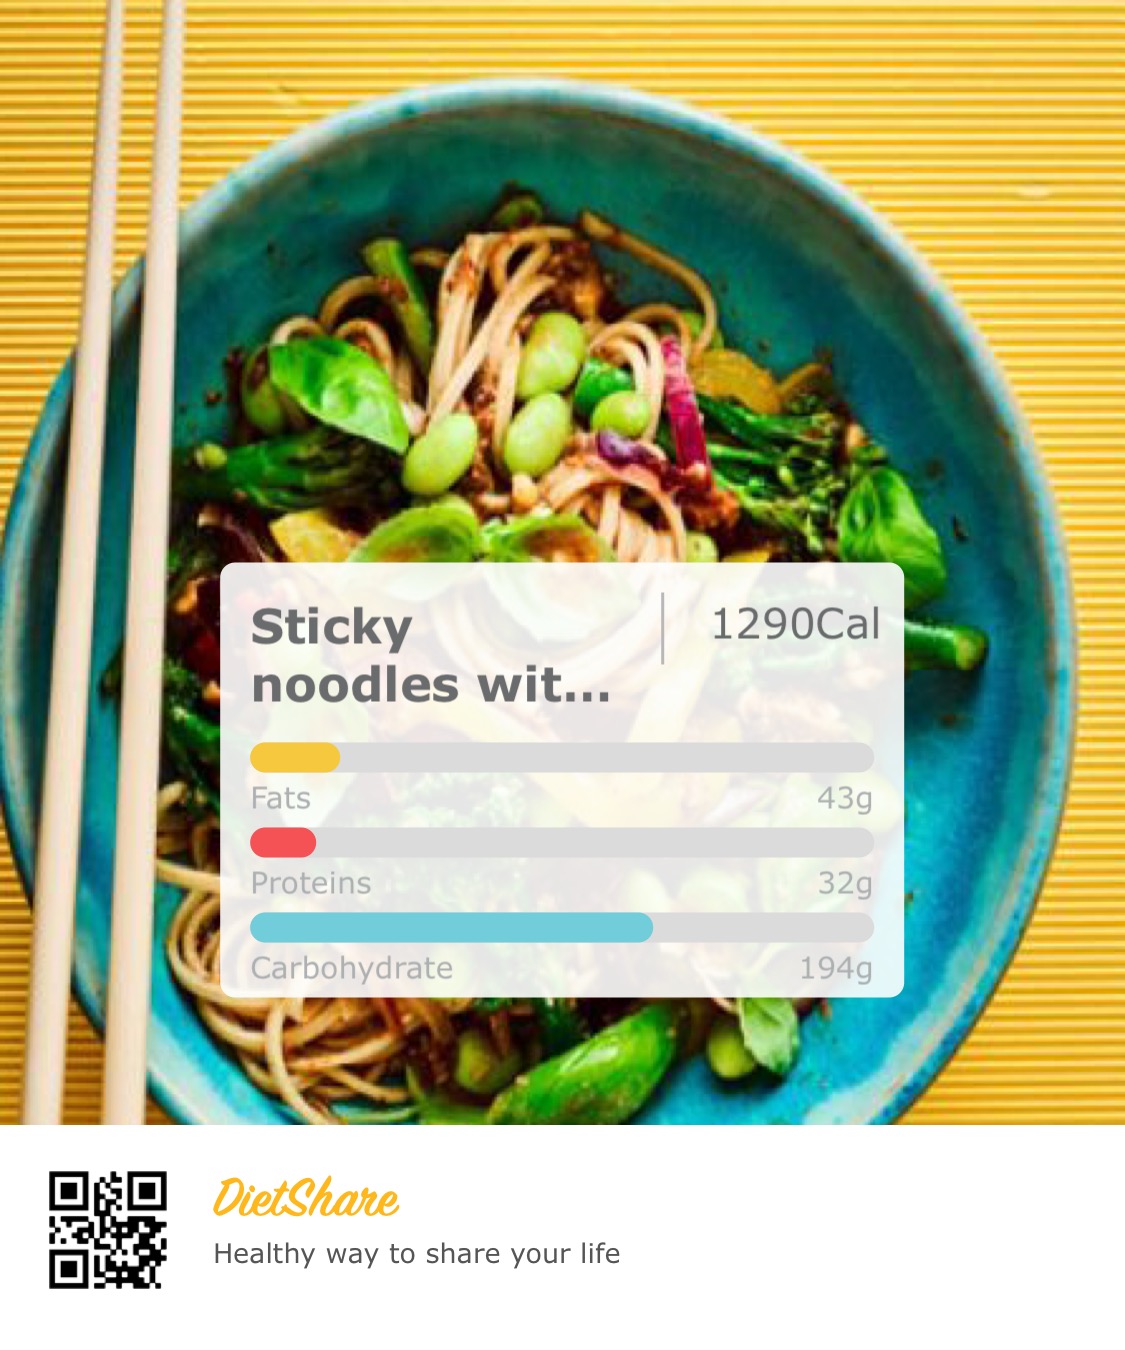 Sticky
noodles wit...
1290Cal
Fats 43g
Proteins 32g
Carbohydrate 194g
DietShare
Healthy way to share your life